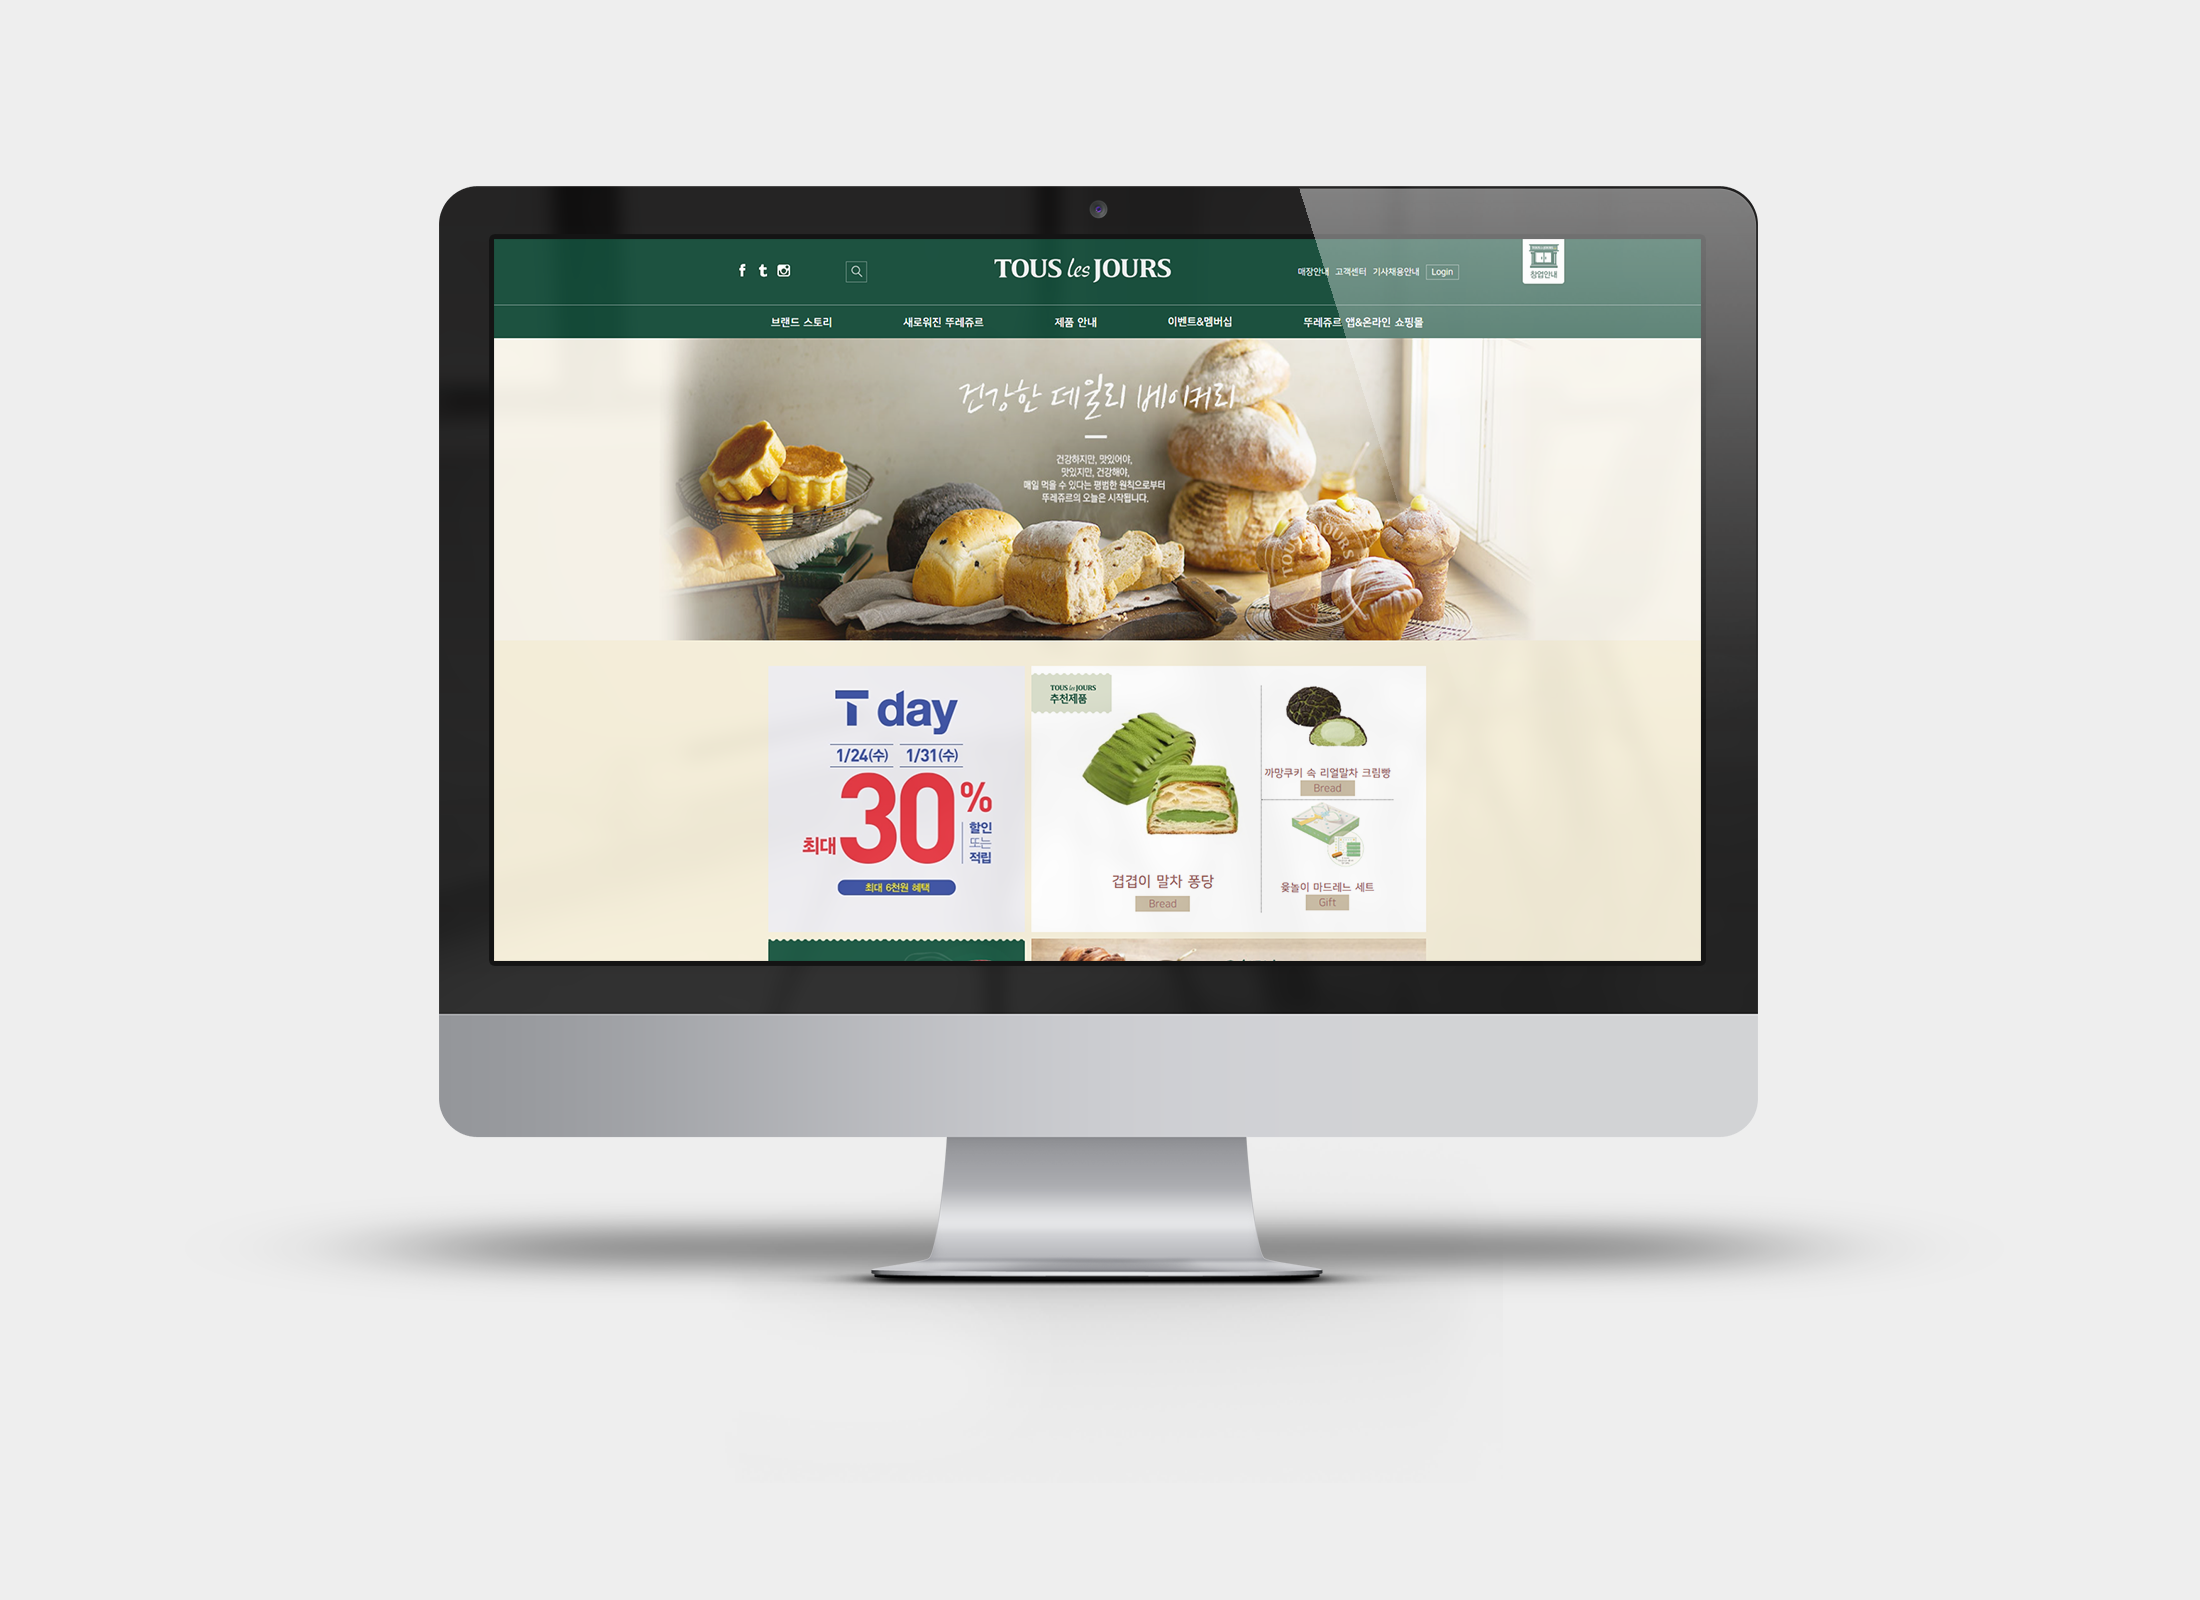 TOUS les JOURS
매장안내 고객센터 기사채용안내 Login
창업안내
브랜드 스토리 새로워진 뚜레쥬르 제품 안내 이벤트&멤버십 뚜레쥬르 앱&온라인 쇼핑몰
건강한 데일리 베이커리
건강하지만, 맛있어야,
맛있지만, 건강해야,
매일 먹을 수 있다는 평범한 원칙으로부터
뚜레쥬르의 오늘은 시작됩니다.
TOUS JOURS
T day
1/24(수) 1/31(수)
최대 30%
할인
또는
적립
최대 6천원 혜택
TOUS les JOURS
추천제품
겹겹이 말차 퐁당
Bread
까망쿠키 속 리얼말차 크림빵
Bread
윷놀이 마드레느 세트
Gift